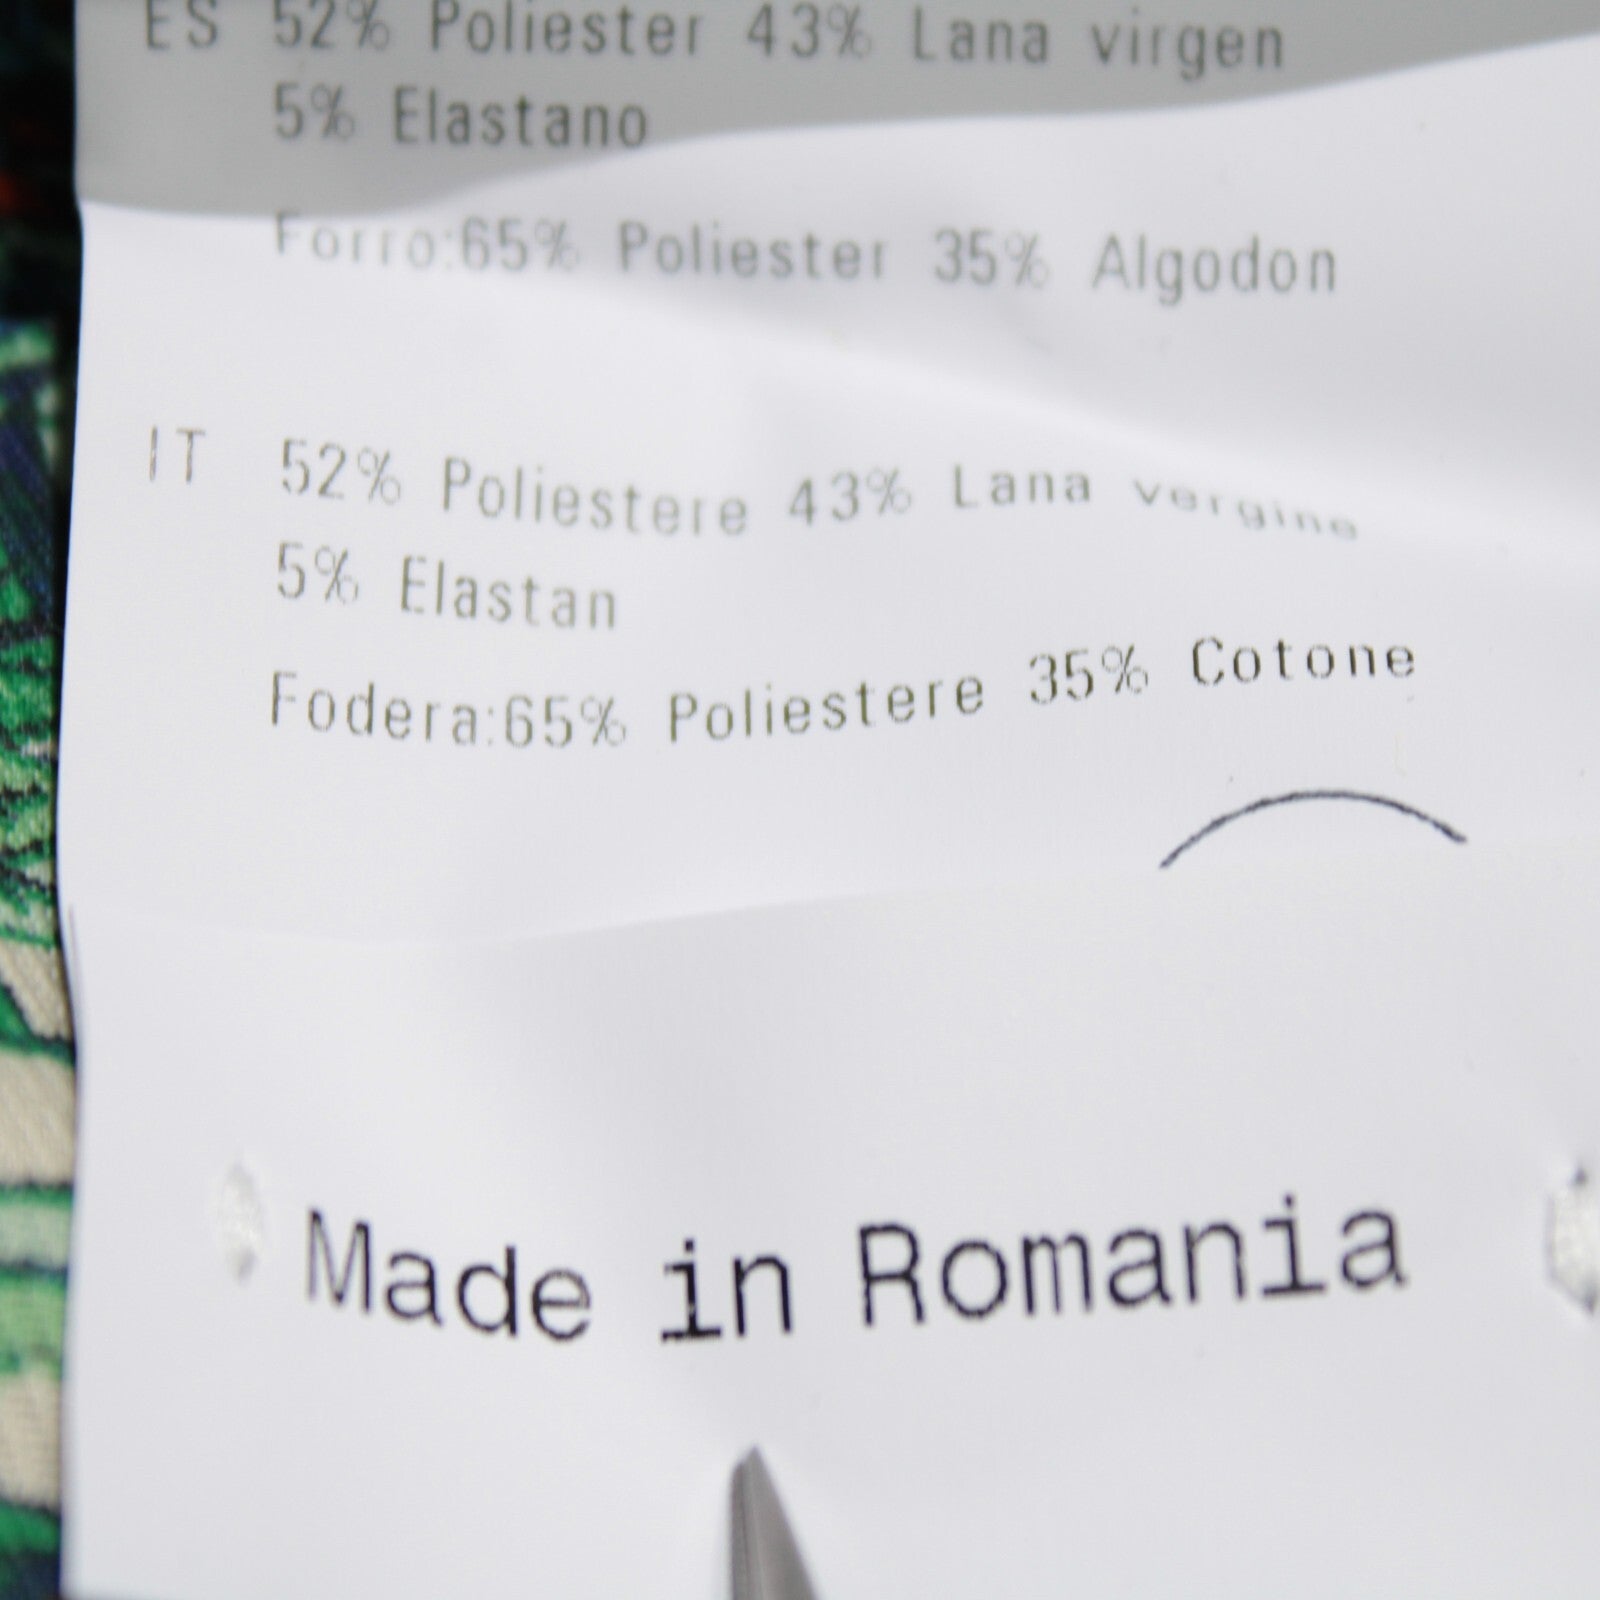 ES 52% Poliester 43% Lana virgen
5% Elastano
Forro:65% Poliester 35% Algodon
IT 52% Poliestere 43% Lana vergine
5% Elastan
Fodera:65% Poliestere 35% Cotone
Made in Romania